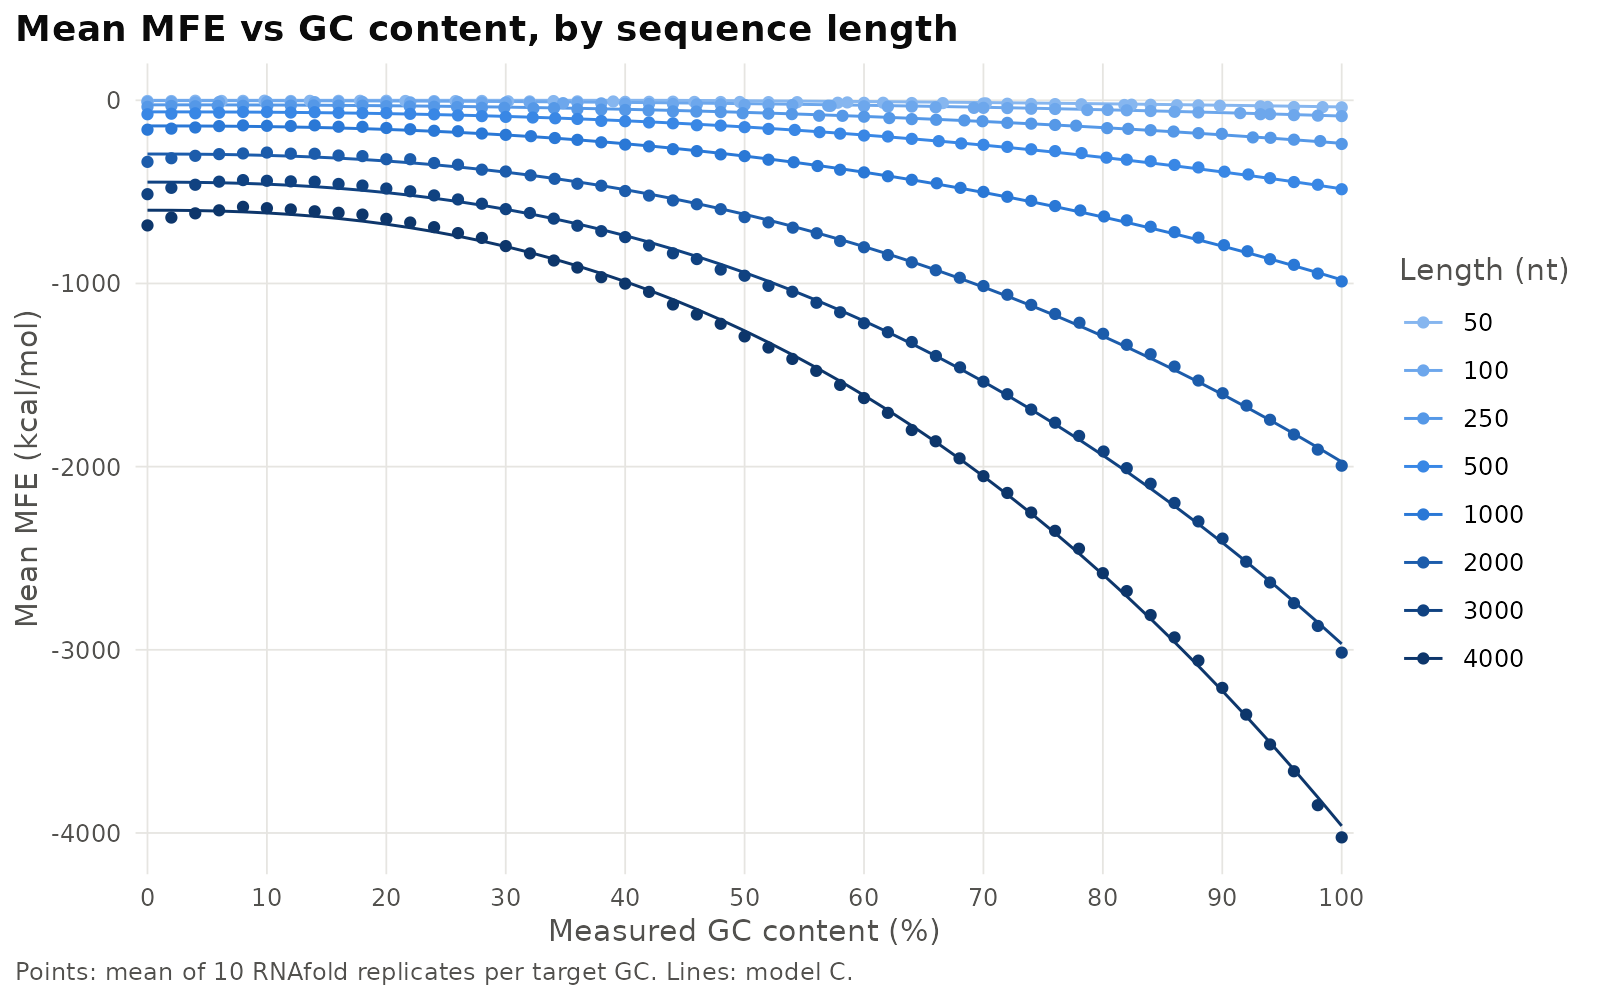 Mean MFE vs GC content, by sequence length
Mean MFE (kcal/mol)
0
-1000
-2000
-3000
-4000
0 10 20 30 40 50 60 70 80 90 100
Measured GC content (%)
Length (nt)
50
100
250
500
1000
2000
3000
4000
Points: mean of 10 RNAfold replicates per target GC. Lines: model C.